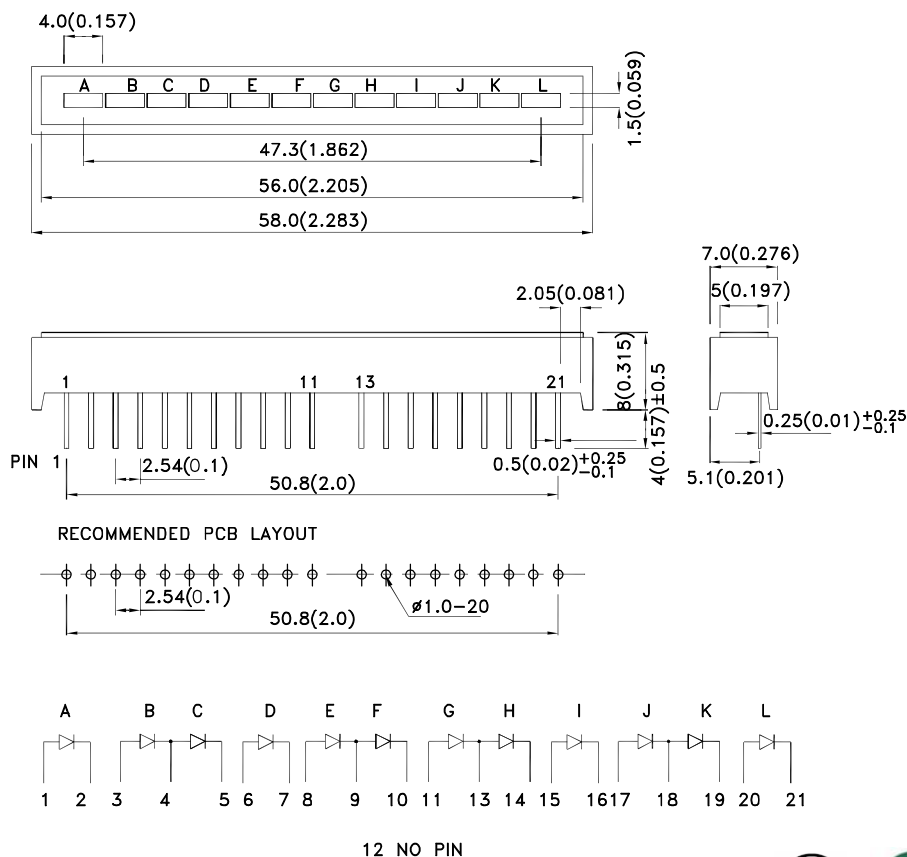 4.0(0.157)
A B C D E F G H I J K L
1.5(0.059)
47.3(1.862)
56.0(2.205)
58.0(2.283)
7.0(0.276)
2.05(0.081)
5(0.197)
8(0.315)
1 11 13 21
4(0.157)±0.5
0.25(0.01)+0.25 -0.1
PIN 1
2.54(0.1)
0.5(0.02)+0.25 -0.1
50.8(2.0)
5.1(0.201)
RECOMMENDED PCB LAYOUT
2.54(0.1)
ø1.0-20
50.8(2.0)
A B C D E F G H I J K L
1 2 3 4 5 6 7 8 9 10 11 13 14 15 16 17 18 19 20 21
12 NO PIN